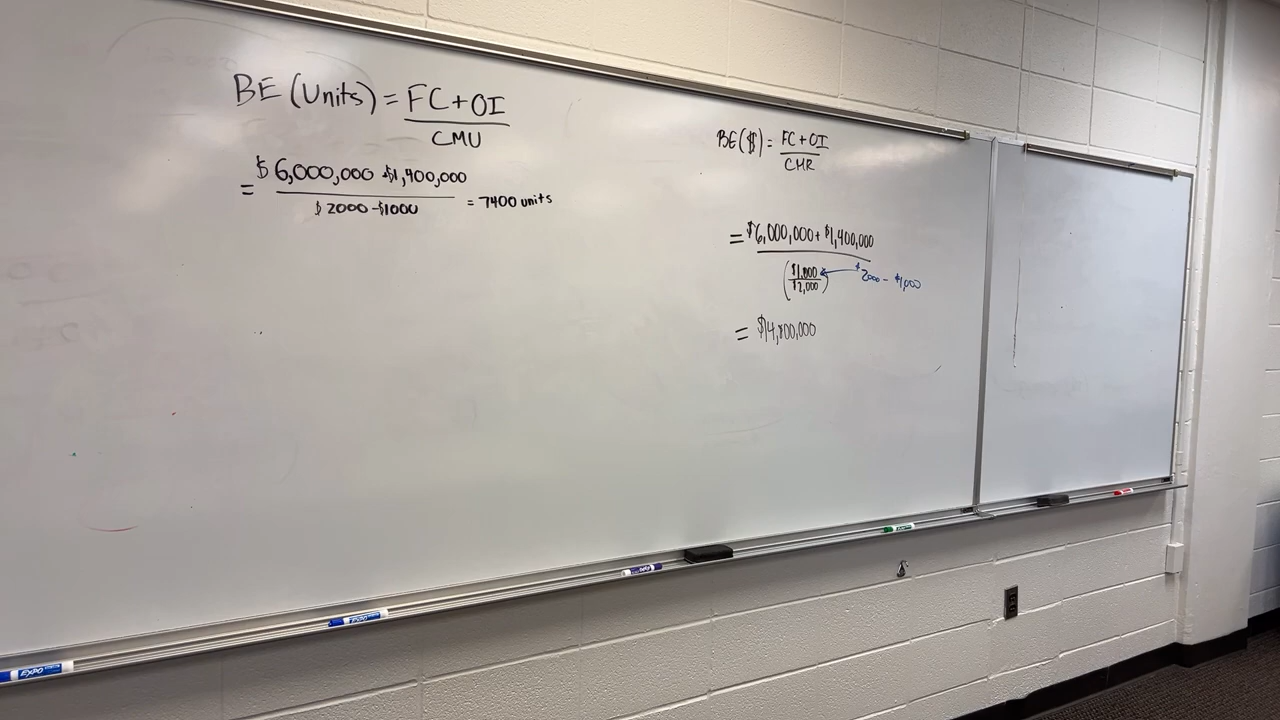 BE (Units) = FC + OI
CMU
= $6,000,000 + $1,400,000
$2000 - $1000
= 7400 units
BE ($) = FC + OI
CMR
= $6,000,000 + $1,400,000
($1,000
$2,000)
$2000 - $1,000
= $14,800,000
EXPO
EXPO
EXPO